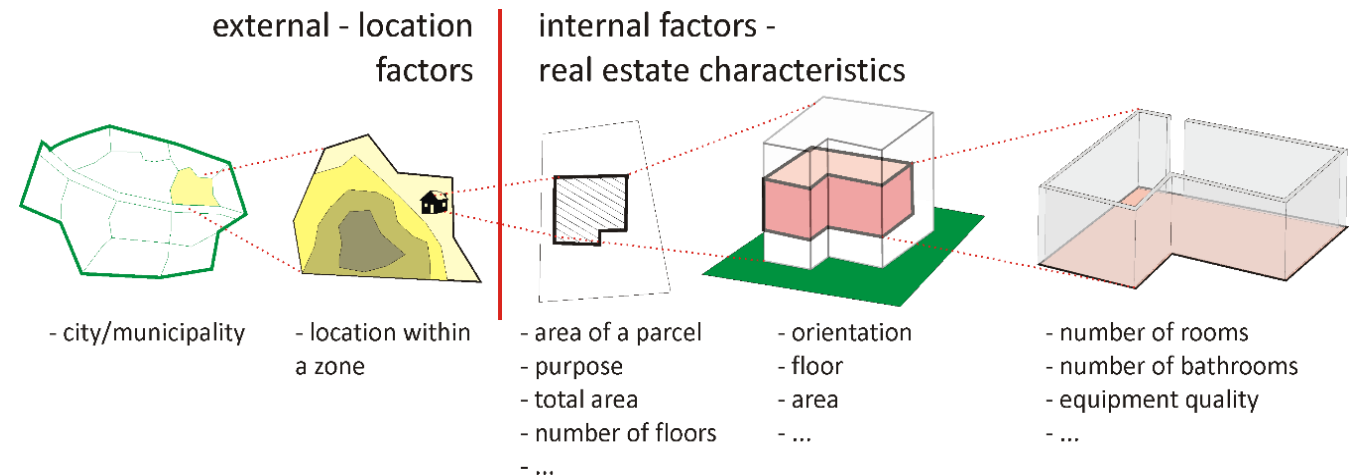 external - location
factors
internal factors -
real estate characteristics
- city/municipality
- location within
a zone
- area of a parcel
- purpose
- total area
- number of floors
- ...
- orientation
- floor
- area
- ...
- number of rooms
- number of bathrooms
- equipment quality
- ...